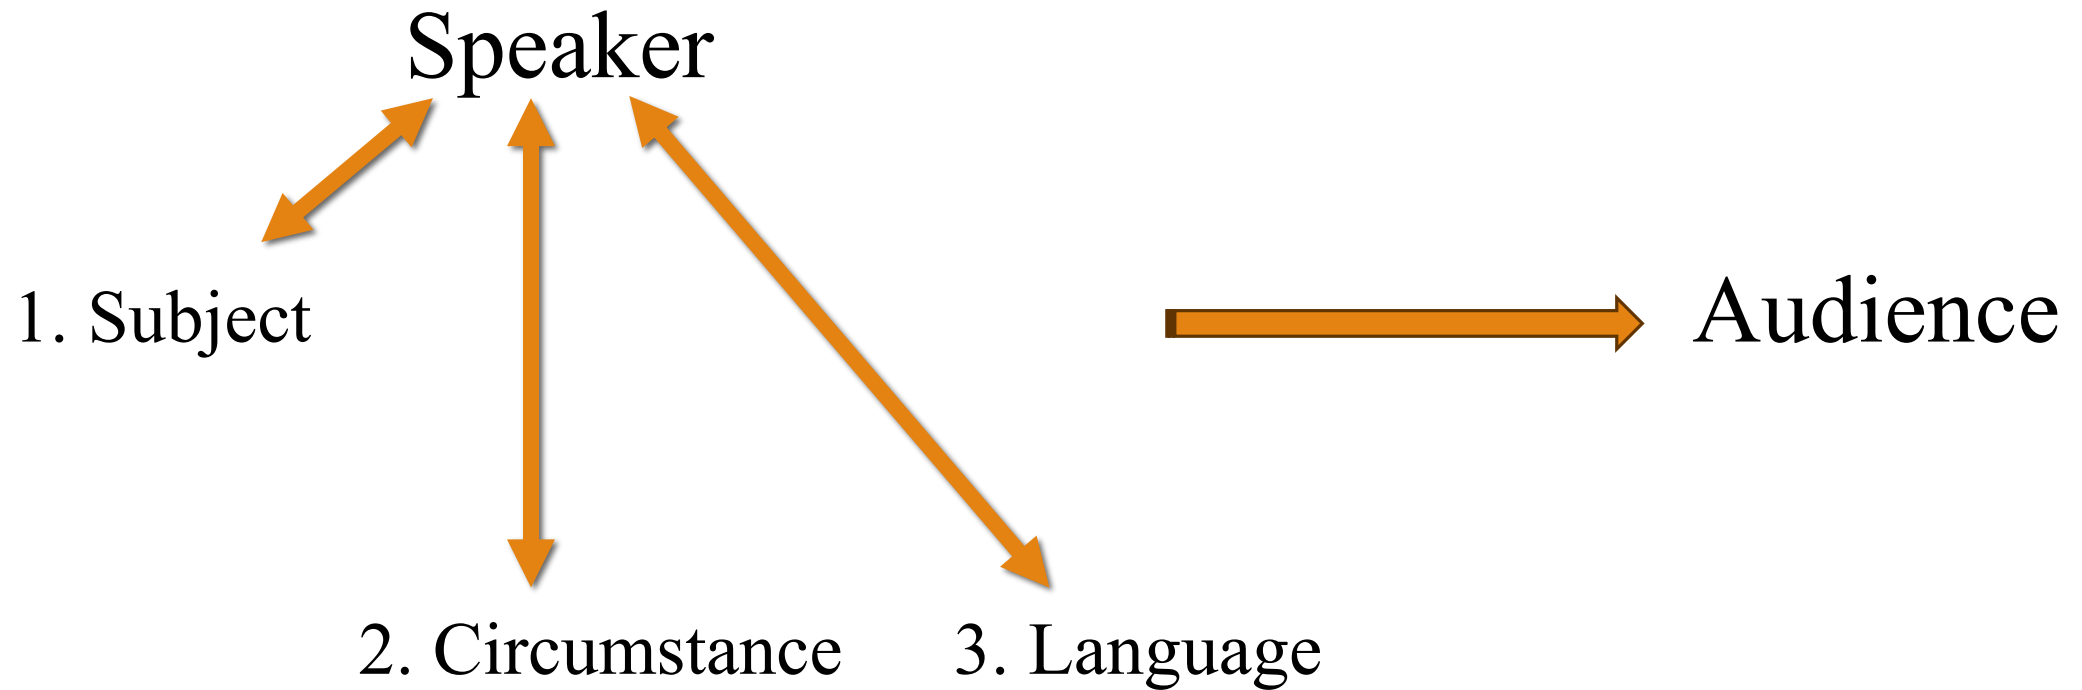 Speaker
1. Subject
Audience
2. Circumstance
3. Language